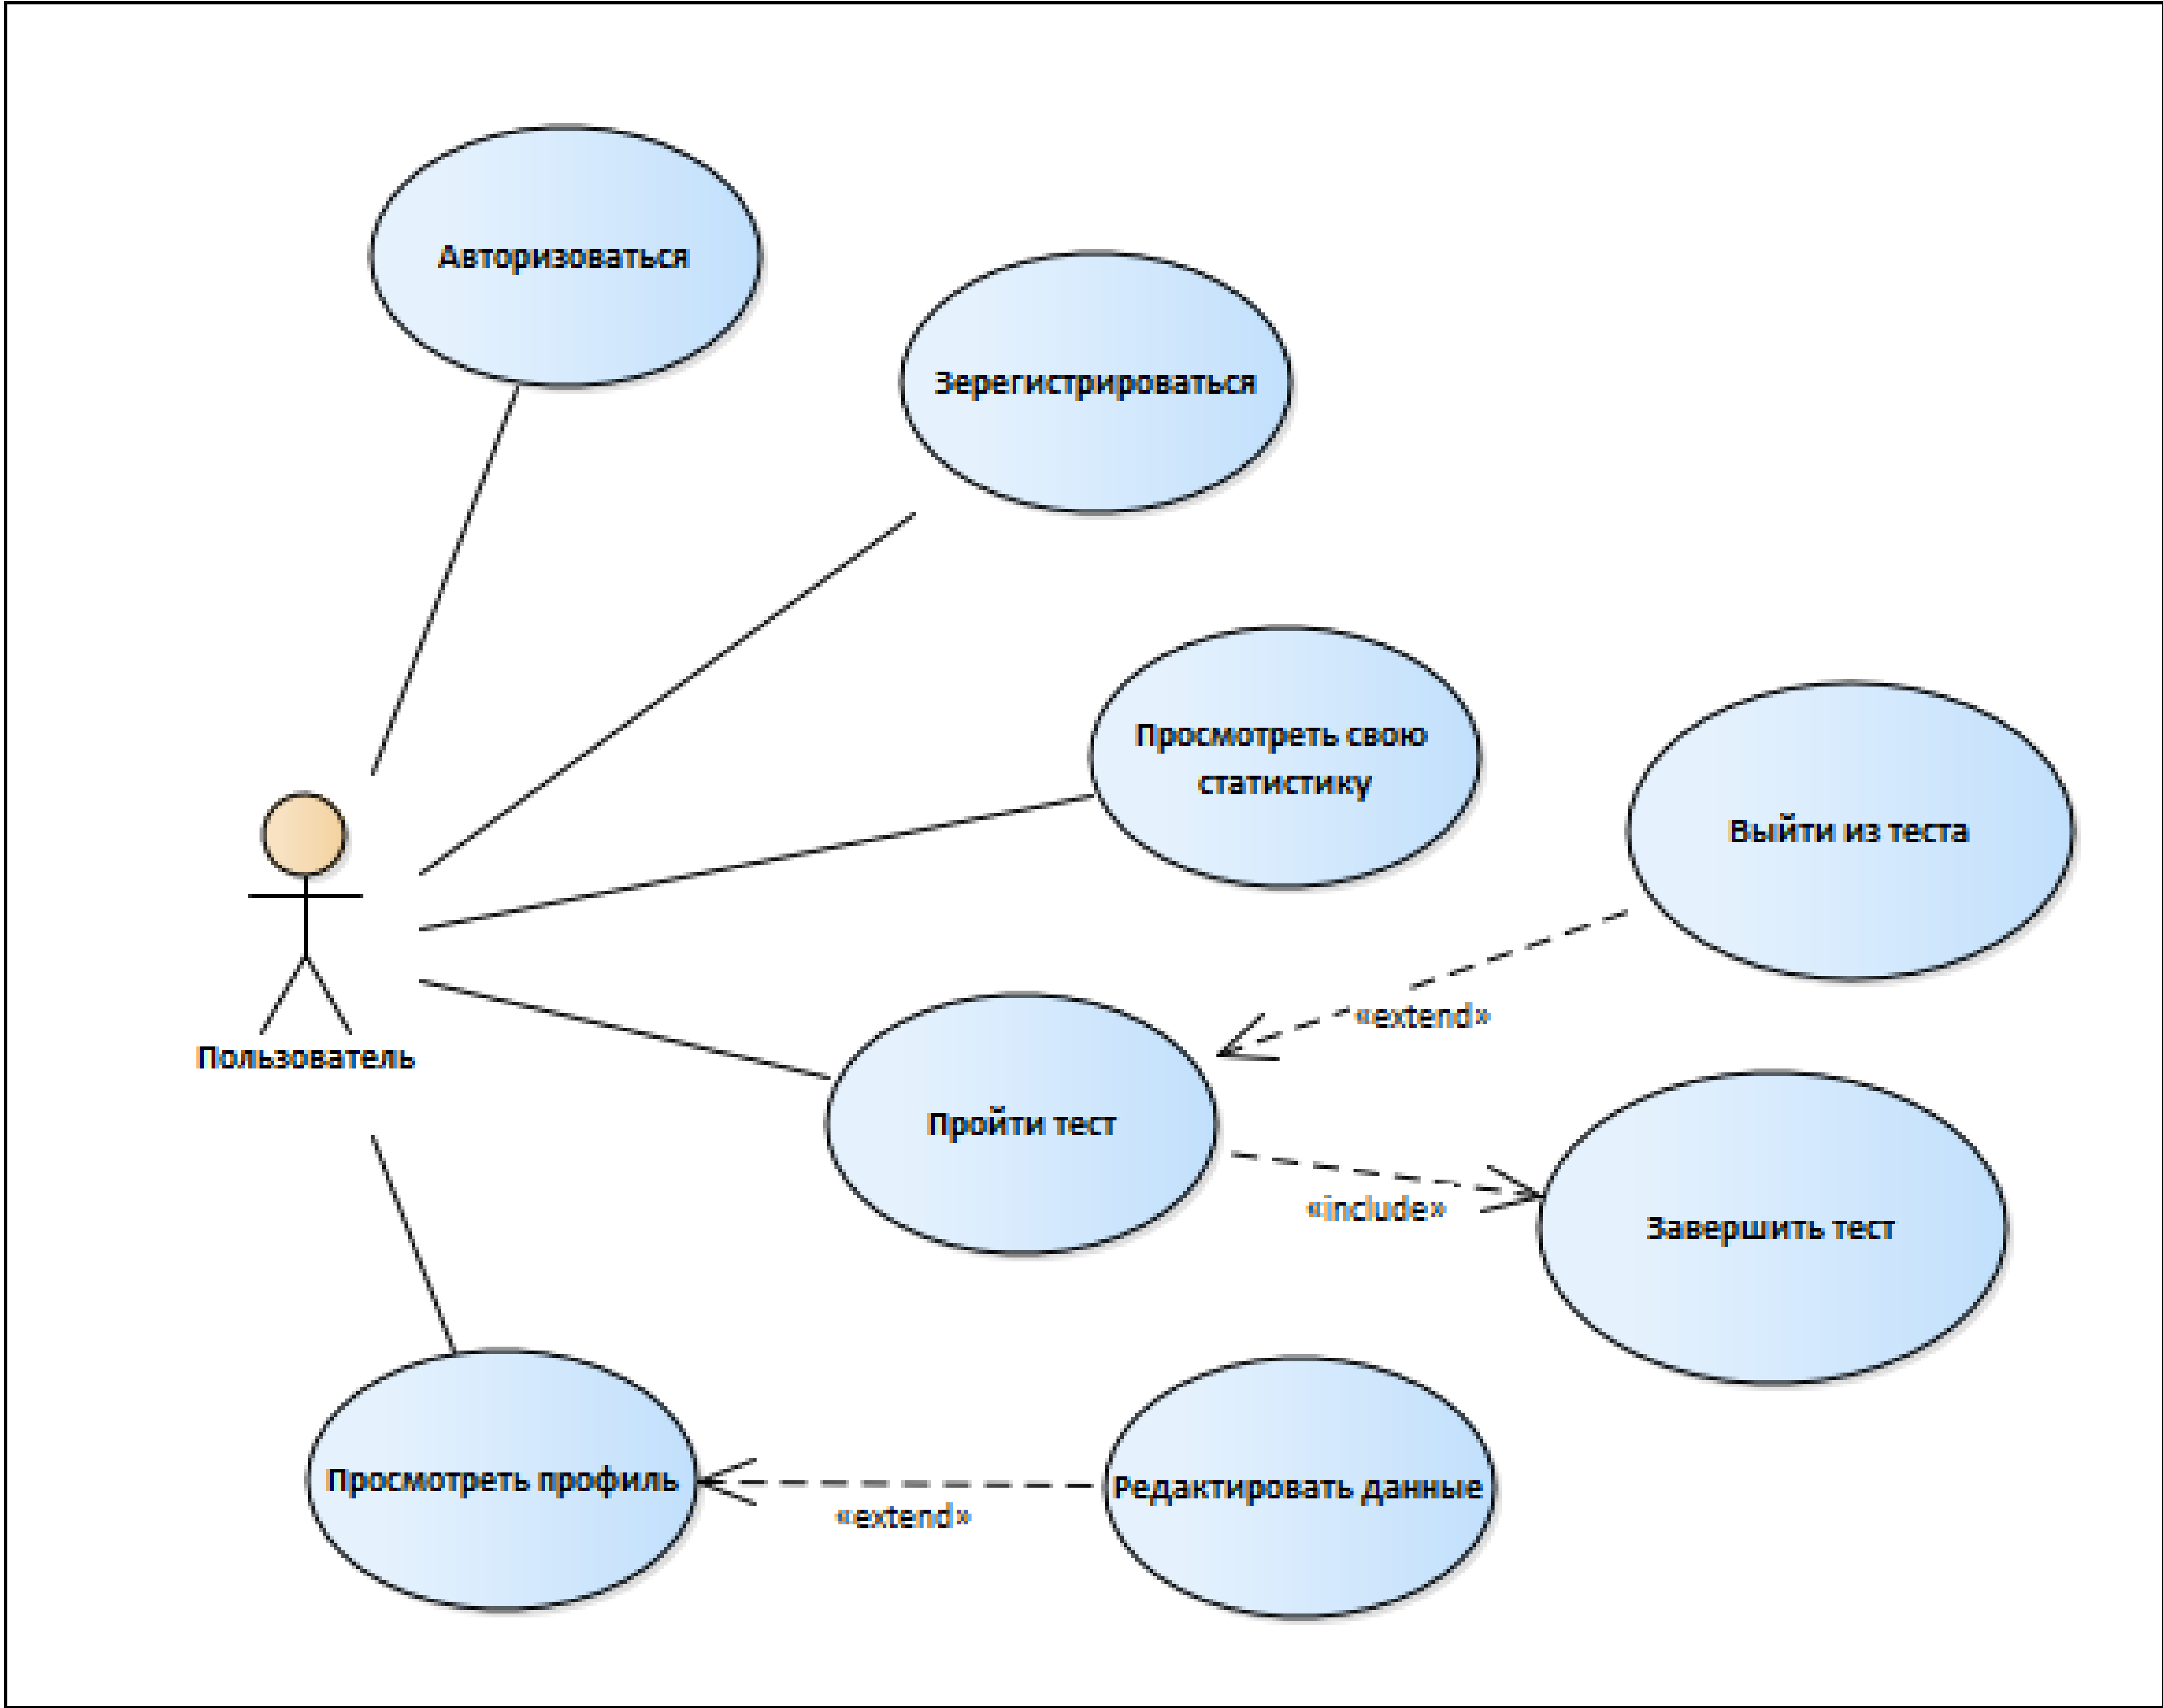 Авторизоваться
Зерегистрироваться
Просмотреть свою
статистику
Выйти из теста
«extend»
Пользователь
Пройти тест
«include»
Завершить тест
Просмотреть профиль
«extend»
Редактировать данные